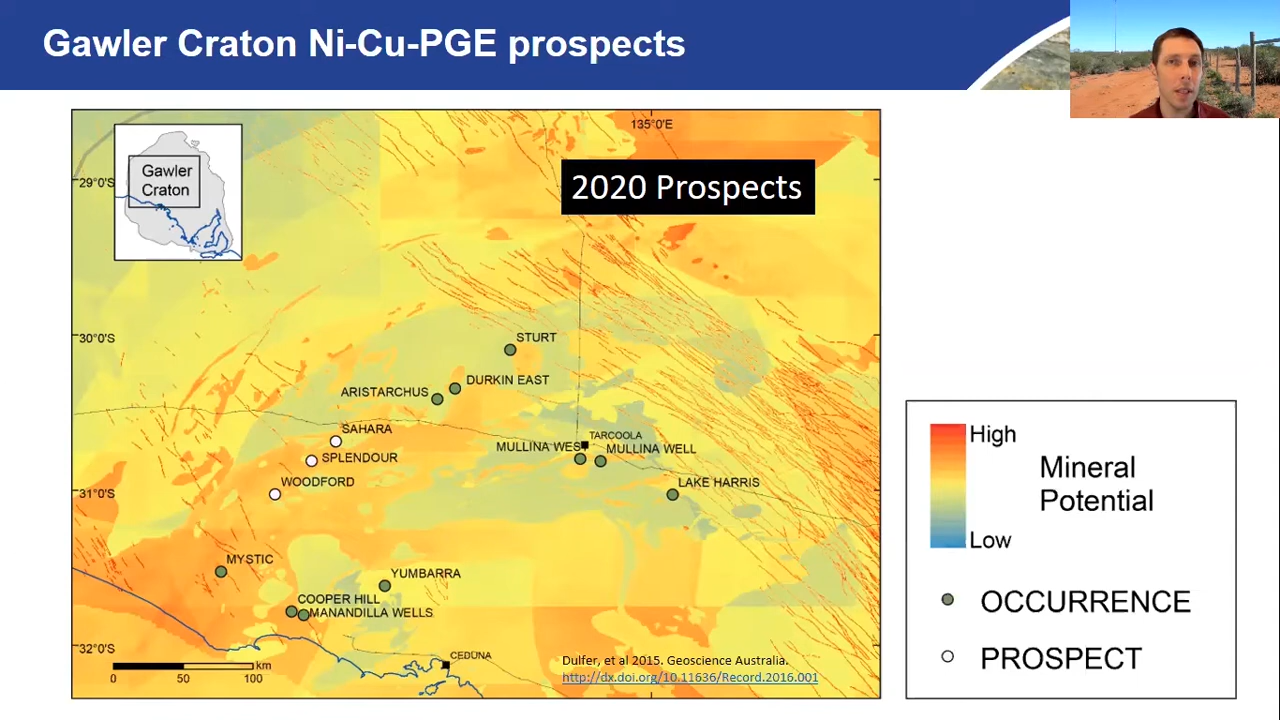 Gawler Craton Ni-Cu-PGE prospects
135°0'E
Gawler
Craton
2020 Prospects
29°0'S
30°0'S
STURT
DURKIN EAST
ARISTARCHUS
SAHARA
TARCOOLA
MULLINA WEST
MULLINA WELL
SPLENDOUR
WOODFORD
LAKE HARRIS
31°0'S
MYSTIC
YUMBARRA
COOPER HILL
MANANDILLA WELLS
32°0'S
CEDUNA
km
0 50 100
Dulfer, et al 2015. Geoscience Australia.
http://dx.doi.org/10.11636/Record.2016.001
High
Mineral
Potential
Low
OCCURRENCE
PROSPECT